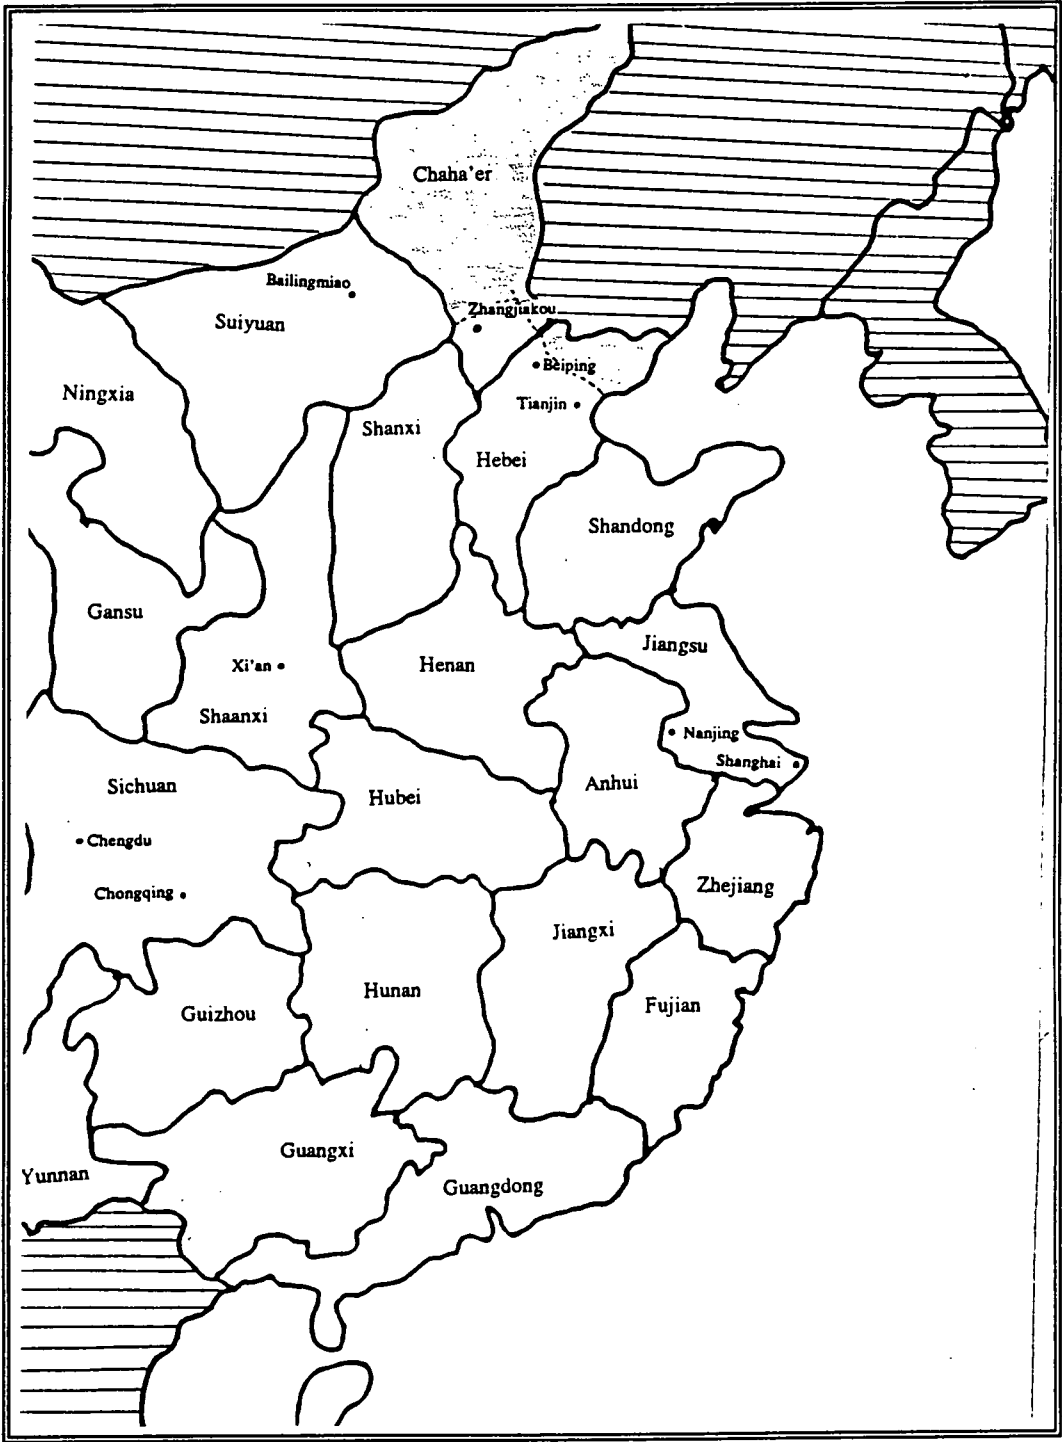 Chaha'er
Bailingmiao
Suiyuan
Zhangjiakou
Beiping
Ningxia
Tianjin
Shanxi
Hebei
Shandong
Gansu
Jiangsu
Xi'an
Henan
Shaanxi
Nanjing
Shanghai
Sichuan
Anhui
Hubei
Chengdu
Zhejiang
Chongqing
Jiangxi
Hunan
Fujian
Guizhou
Guangxi
Yunnan
Guangdong